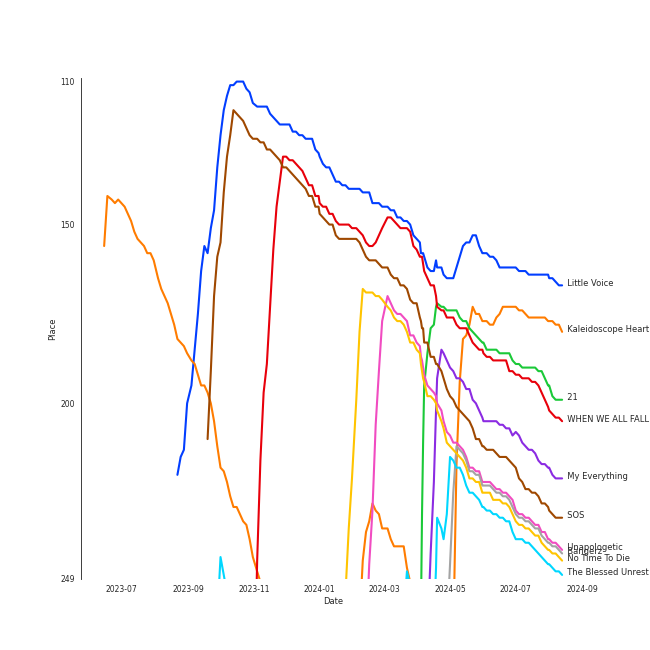 110
150
200
249
Place
2023-07
2023-09
2023-11
2024-01
2024-03
2024-05
2024-07
2024-09
Date
Little Voice
Kaleidoscope Heart
21
WHEN WE ALL FALL
My Everything
SOS
Unapologetic
No Time To Die
The Blessed Unrest